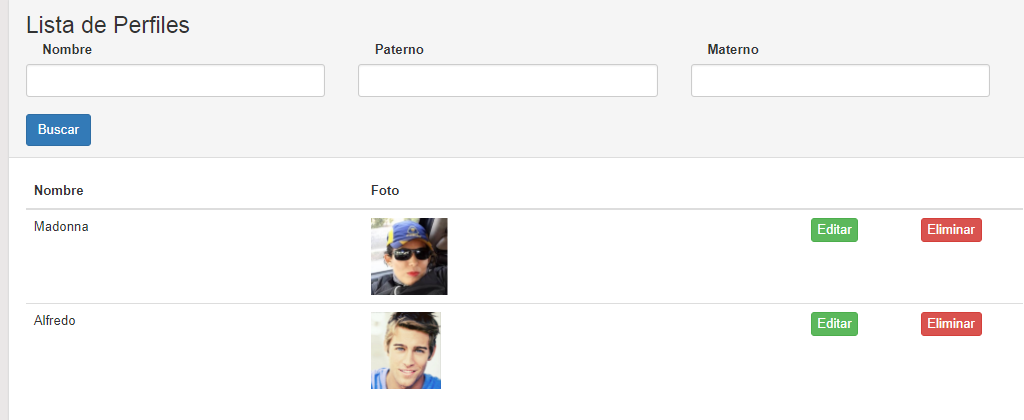 Lista de Perfiles
Nombre Paterno Materno
Buscar
Nombre Foto
Madonna Editar Eliminar
Alfredo Editar Eliminar